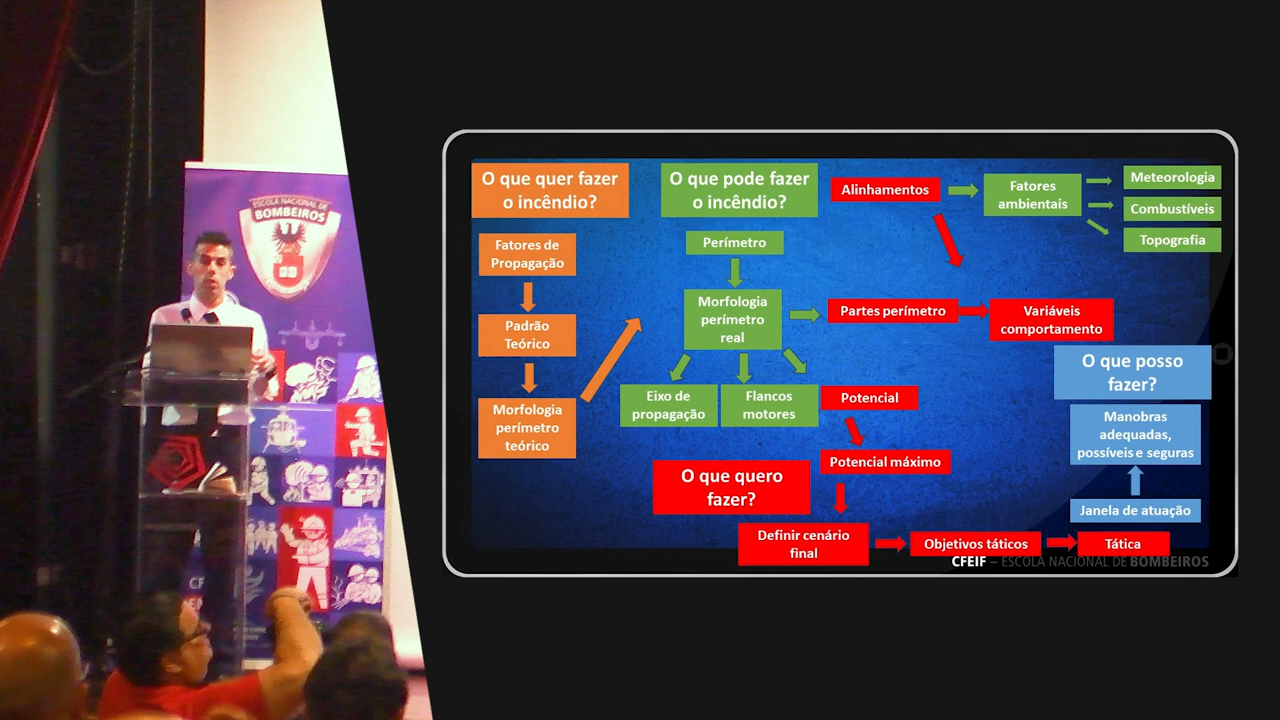 ESCOLA NACIONAL DE
BOMBEIROS
O que quer fazer
o incêndio?
Fatores de
Propagação
Padrão
Teórico
Morfologia
perímetro
teórico
O que pode fazer
o incêndio?
Perímetro
Morfologia
perímetro
real
Eixo de
propagação
Flancos
motores
Alinhamentos
Fatores
ambientais
Meteorologia
Combustíveis
Topografia
Partes perímetro
Variáveis
comportamento
Potencial
Potencial máximo
O que quero
fazer?
Definir cenário
final
Objetivos táticos
Tática
O que posso
fazer?
Manobras
adequadas,
possíveis e seguras
Janela de atuação
CFEIF – ESCOLA NACIONAL DE BOMBEIROS